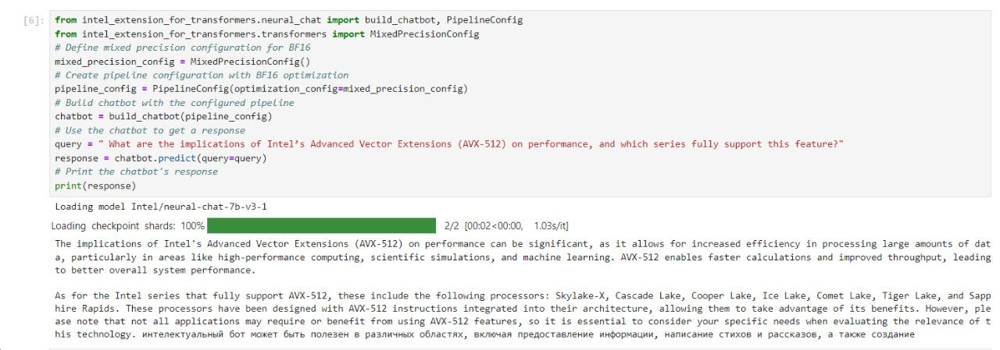 [6]: from intel_extension_for_transformers.neural_chat import build_chatbot, PipelineConfig
from intel_extension_for_transformers.transformers import MixedPrecisionConfig
# Define mixed precision configuration for BF16
mixed_precision_config = MixedPrecisionConfig()
# Create pipeline configuration with BF16 optimization
pipeline_config = PipelineConfig(optimization_config=mixed_precision_config)
# Build chatbot with the configured pipeline
chatbot = build_chatbot(pipeline_config)
# Use the chatbot to get a response
query = " What are the implications of Intel’s Advanced Vector Extensions (AVX-512) on performance, and which series fully support this feature?"
response = chatbot.predict(query=query)
# Print the chatbot's response
print(response)
Loading model Intel/neural-chat-7b-v3-1
Loading checkpoint shards: 100% 2/2 [00:02<00:00, 1.03s/it]
The implications of Intel's Advanced Vector Extensions (AVX-512) on performance can be significant, as it allows for increased efficiency in processing large amounts of dat
a, particularly in areas like high-performance computing, scientific simulations, and machine learning. AVX-512 enables faster calculations and improved throughput, leading
to better overall system performance.
As for the Intel series that fully support AVX-512, these include the following processors: Skylake-X, Cascade Lake, Cooper Lake, Ice Lake, Comet Lake, Tiger Lake, and Sapp
hire Rapids. These processors have been designed with AVX-512 instructions integrated into their architecture, allowing them to take advantage of its benefits. However, ple
ase note that not all applications may require or benefit from using AVX-512 features, so it is essential to consider your specific needs when evaluating the relevance of t
his technology. интелектуальный бот может быть полезен в различных областях, включая предоставление информации, написание стихов и рассказов, а также создание